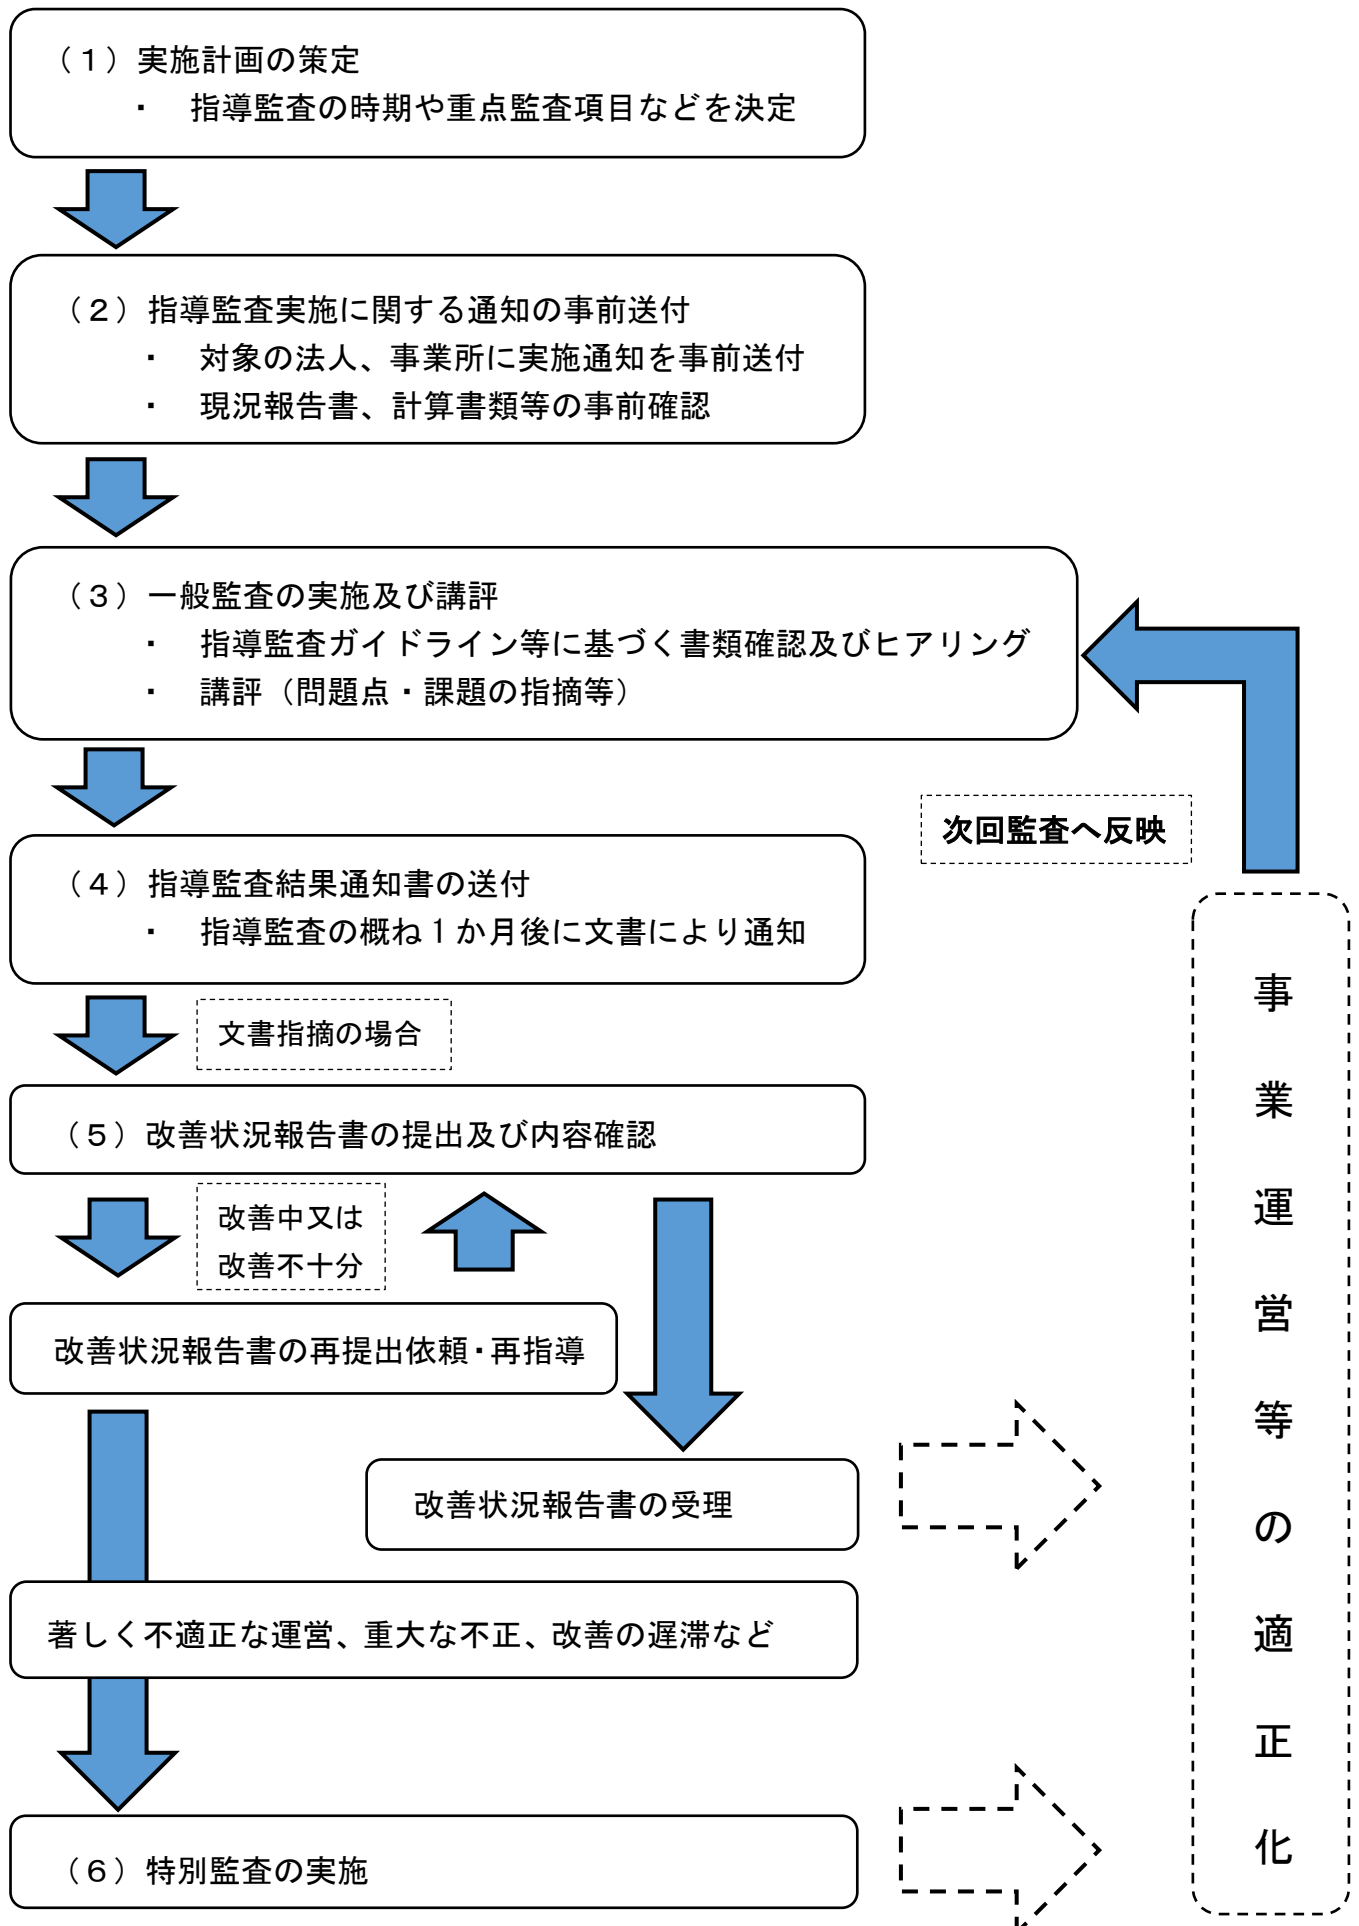 （１）実施計画の策定
・ 指導監査の時期や重点監査項目などを決定
（２）指導監査実施に関する通知の事前送付
・ 対象の法人、事業所に実施通知を事前送付
・ 現況報告書、計算書類等の事前確認
（３）一般監査の実施及び講評
・ 指導監査ガイドライン等に基づく書類確認及びヒアリング
・ 講評（問題点・課題の指摘等）
次回監査へ反映
（４）指導監査結果通知書の送付
・ 指導監査の概ね１か月後に文書により通知
文書指摘の場合
（５）改善状況報告書の提出及び内容確認
改善中又は
改善不十分
改善状況報告書の再提出依頼・再指導
改善状況報告書の受理
著しく不適正な運営、重大な不正、改善の遅滞など
（６）特別監査の実施
事業運営等の適正化